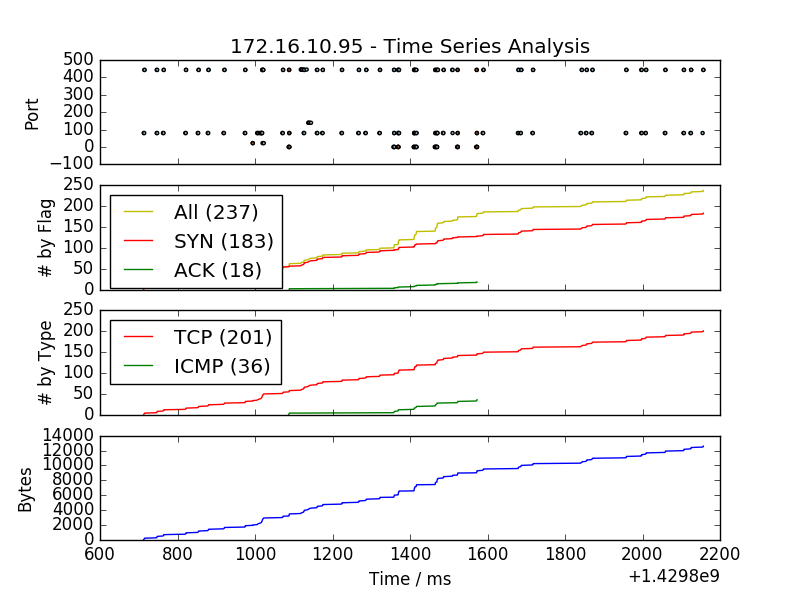 172.16.10.95 - Time Series Analysis
500
400
300
200
100
0
−100
Port
250
200
150
100
50
0
# by Flag
All (237)
SYN (183)
ACK (18)
250
200
150
100
50
0
# by Type
TCP (201)
ICMP (36)
14000
12000
10000
8000
6000
4000
2000
0
Bytes
600 800 1000 1200 1400 1600 1800 2000 2200
Time / ms
+1.4298e9